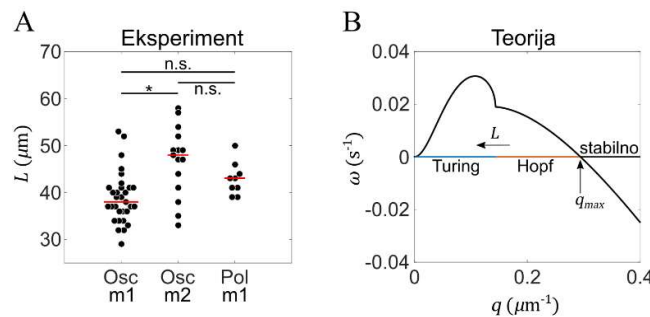 A
Eksperiment
L (μm)
70
60
50
40
30
n.s.
*
n.s.
Osc
m1
Osc
m2
Pol
m1
B
Teorija
ω (s⁻¹)
0.04
0.02
0
-0.02
-0.04
L
stabilno
Turing
Hopf
qmax
0
0.2
0.4
q (μm⁻¹)